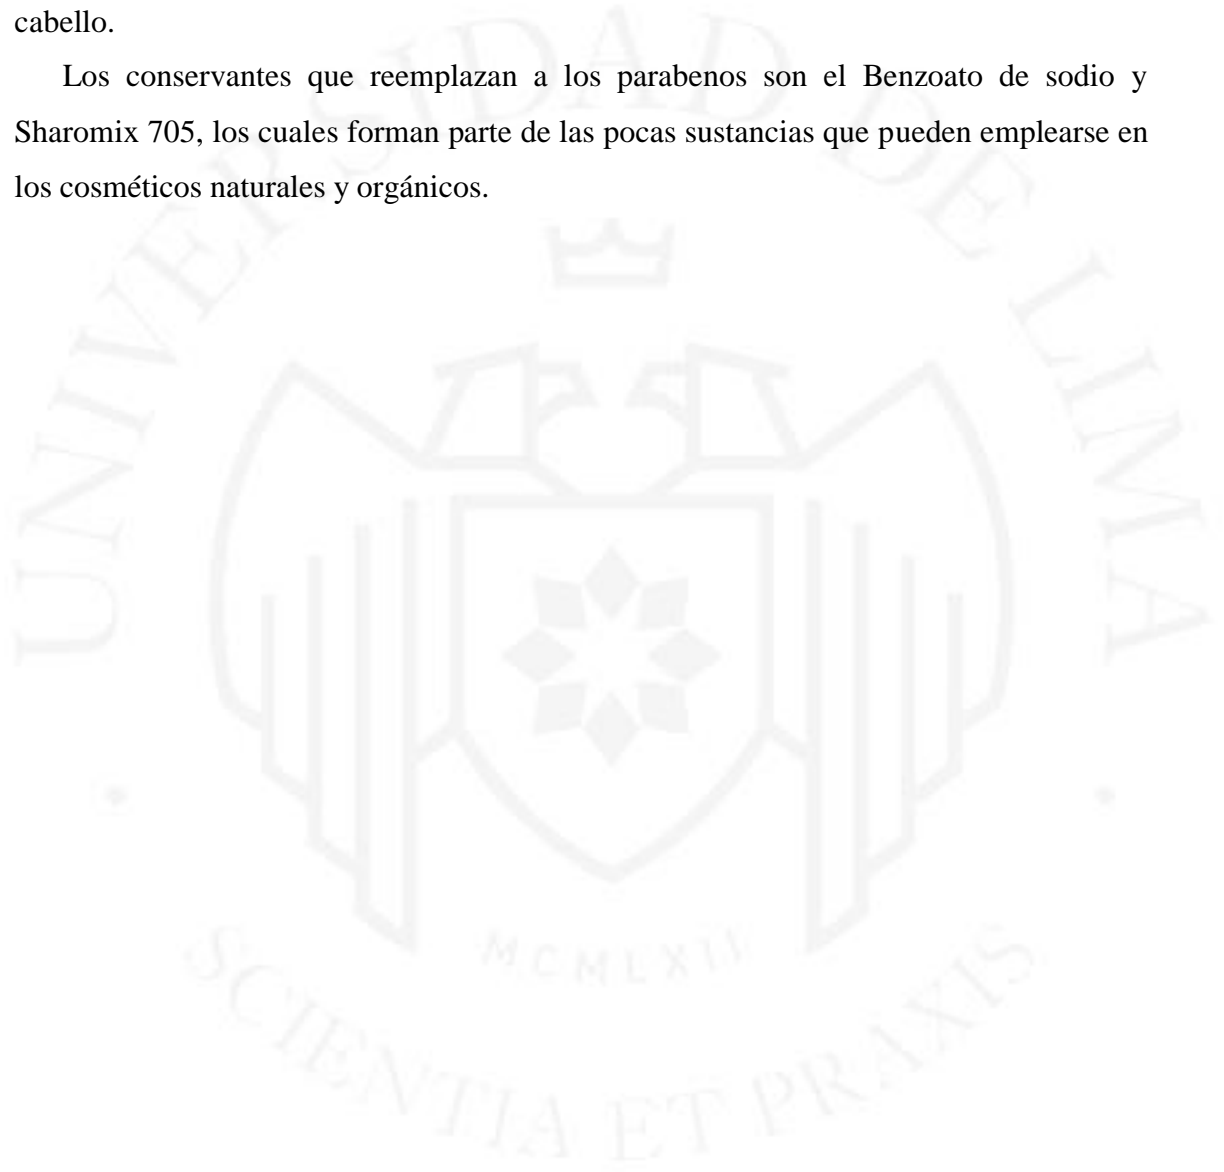 cabello.
Los conservantes que reemplazan a los parabenos son el Benzoato de sodio y
Sharomix 705, los cuales forman parte de las pocas sustancias que pueden emplearse en
los cosméticos naturales y orgánicos.
UNIVERSIDAD DE LIMA
MCMLXII
SCIENTIA ET PRAXIS